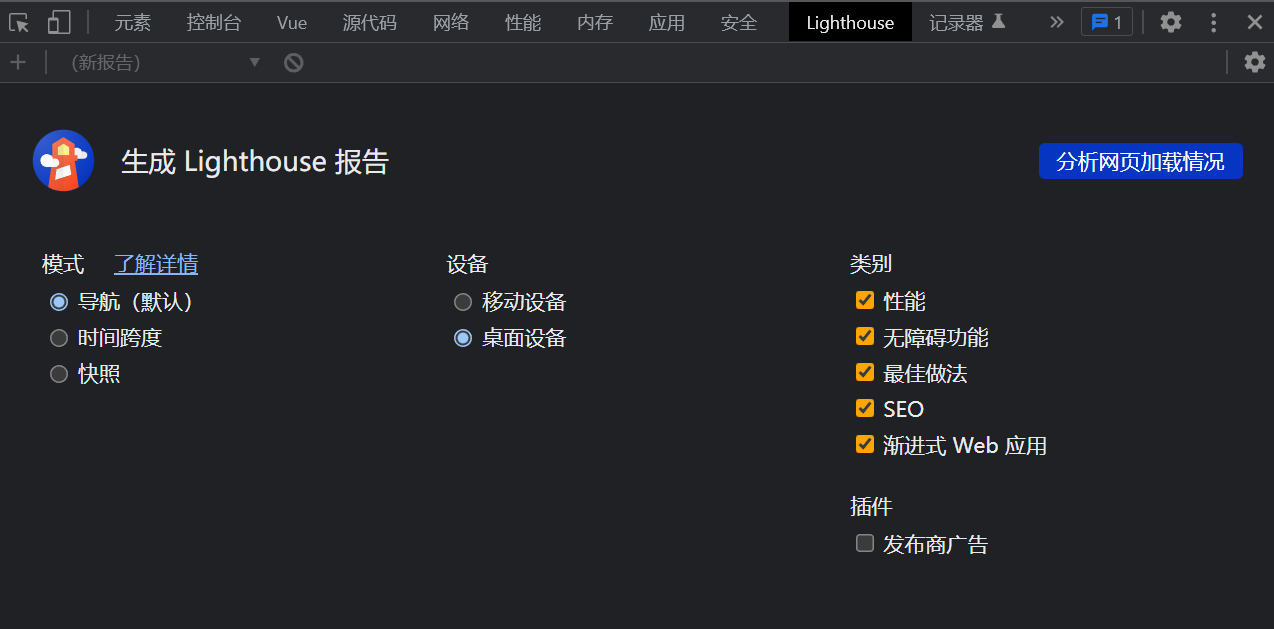 元素 控制台 Vue 源代码 网络 性能 内存 应用 安全 Lighthouse 记录器 1
(新报告)
生成 Lighthouse 报告
分析网页加载情况
模式 了解详情
导航（默认）
时间跨度
快照
设备
移动设备
桌面设备
类别
性能
无障碍功能
最佳做法
SEO
渐进式 Web 应用
插件
发布商广告